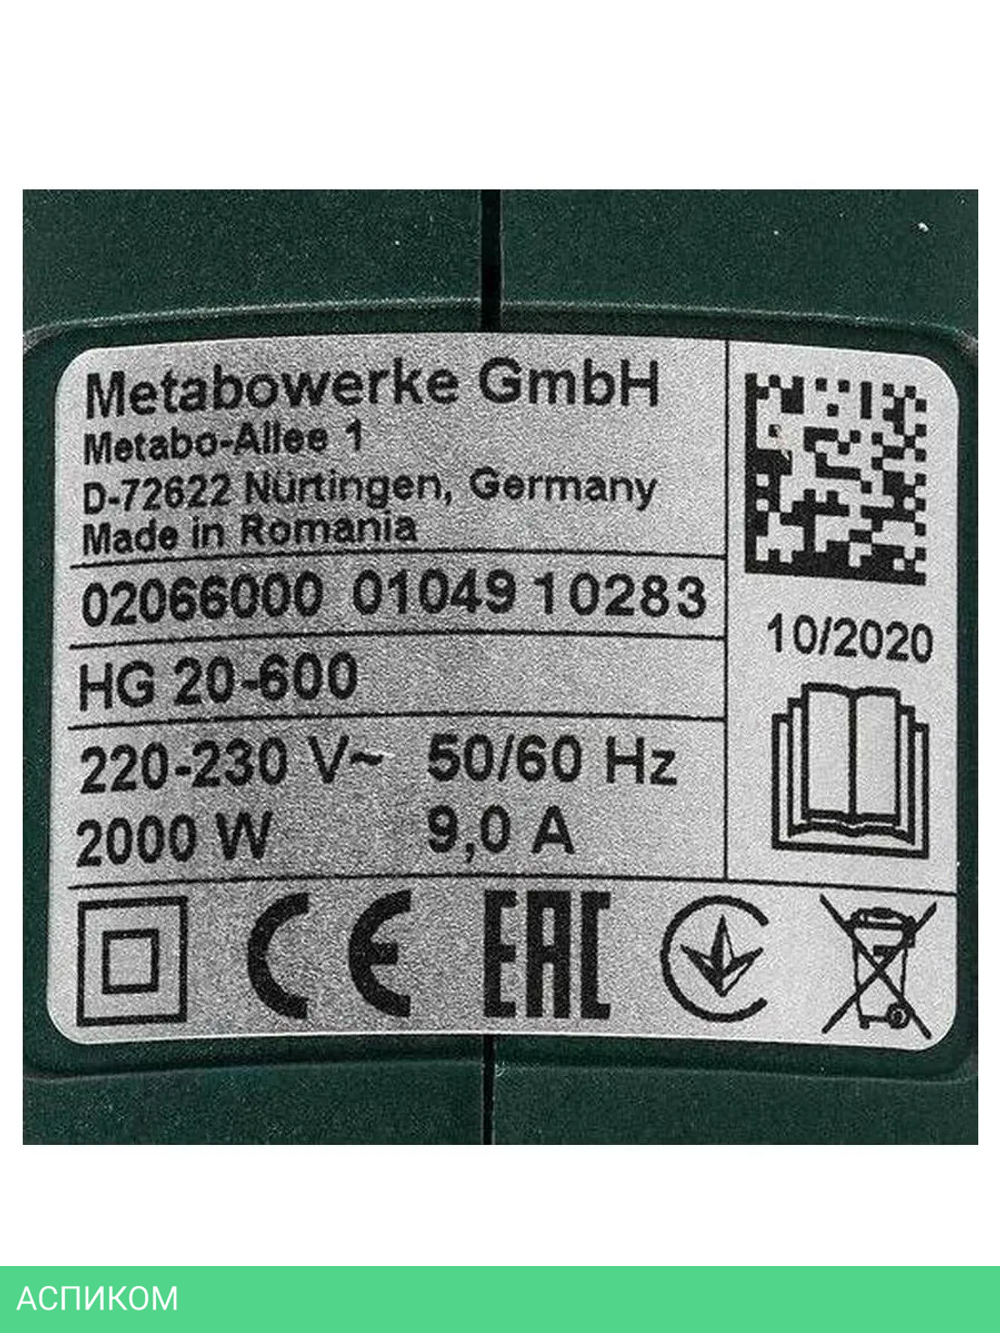 Metabowerke GmbH
Metabo-Allee 1
D-72622 Nürtingen, Germany
Made in Romania
02066000 01049 10283
HG 20-600
220-230 V~ 50/60 Hz
2000 W 9,0 A
10/2020
CE EAC
АСПИКОМ